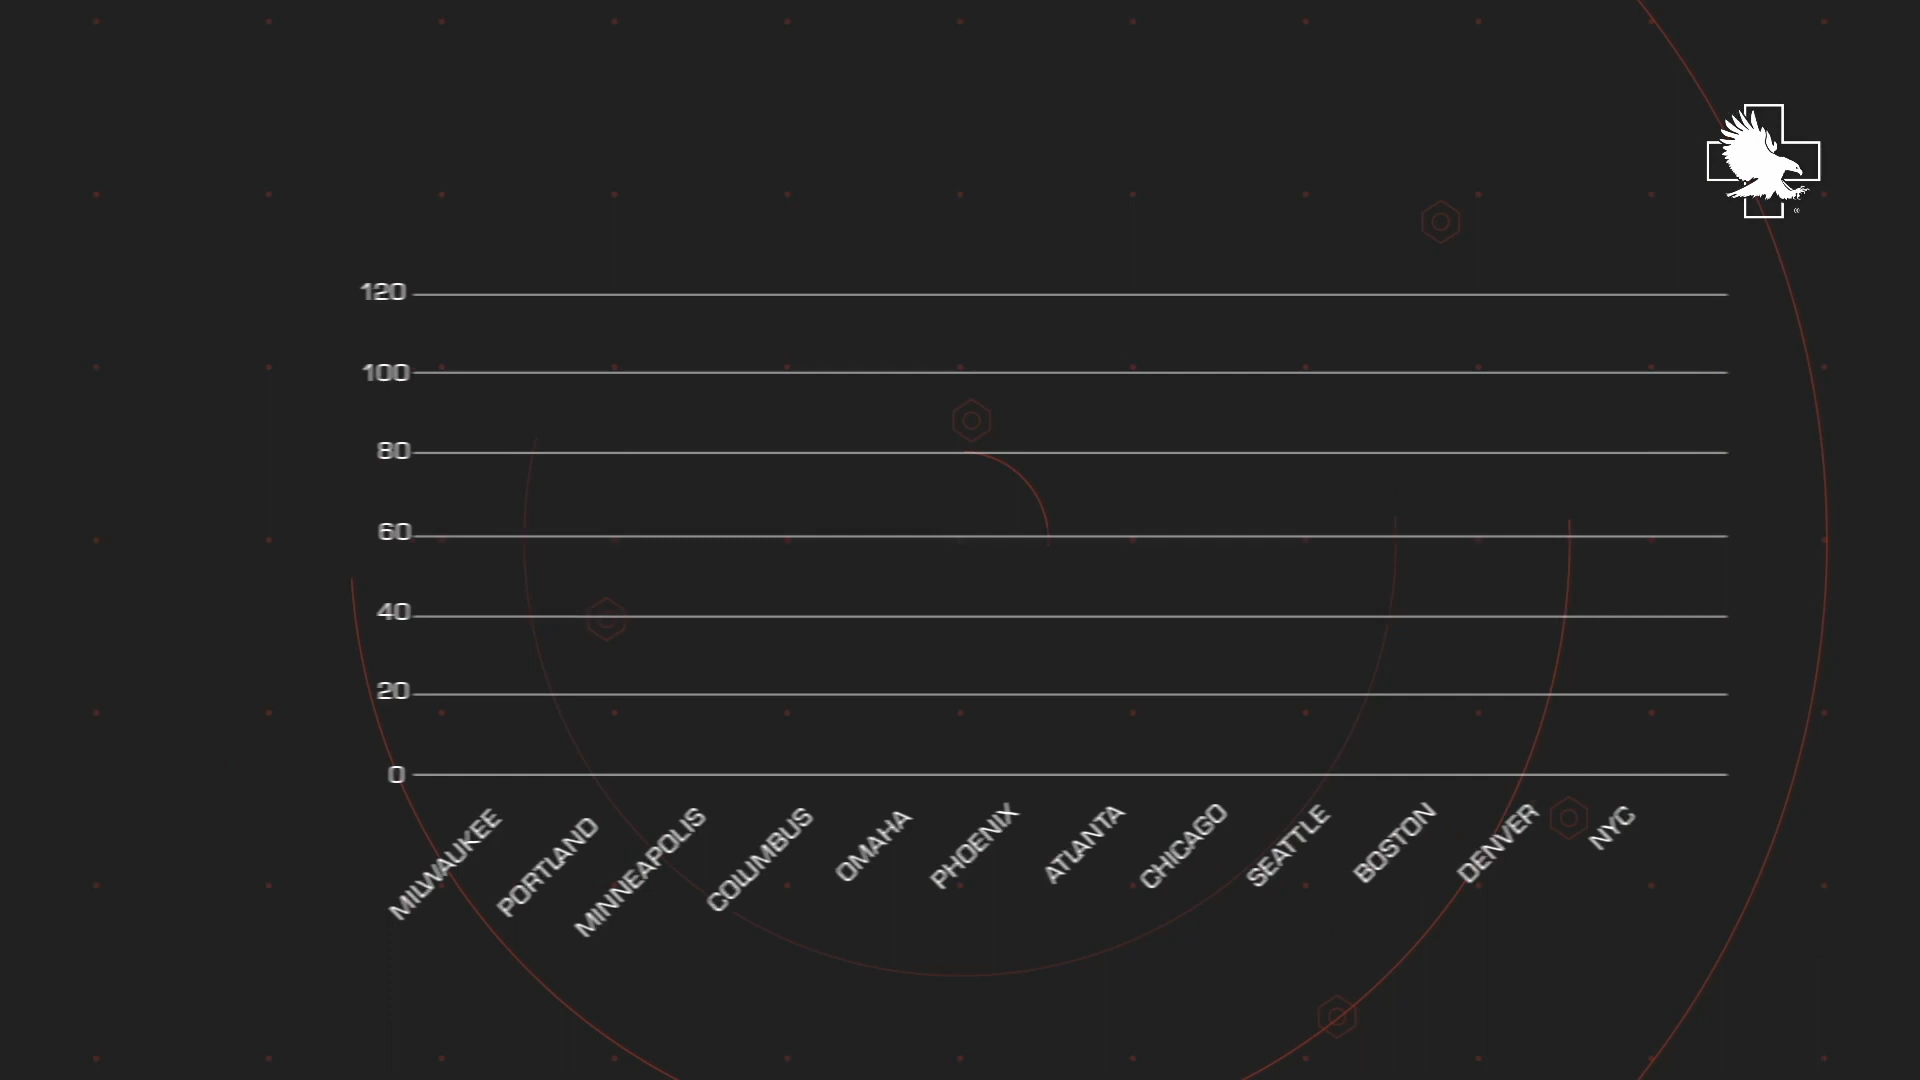 120
100
80
60
40
20
0
MILWAUKEE
PORTLAND
MINNEAPOLIS
COLUMBUS
OMAHA
PHOENIX
ATLANTA
CHICAGO
SEATTLE
BOSTON
DENVER
NYC
®